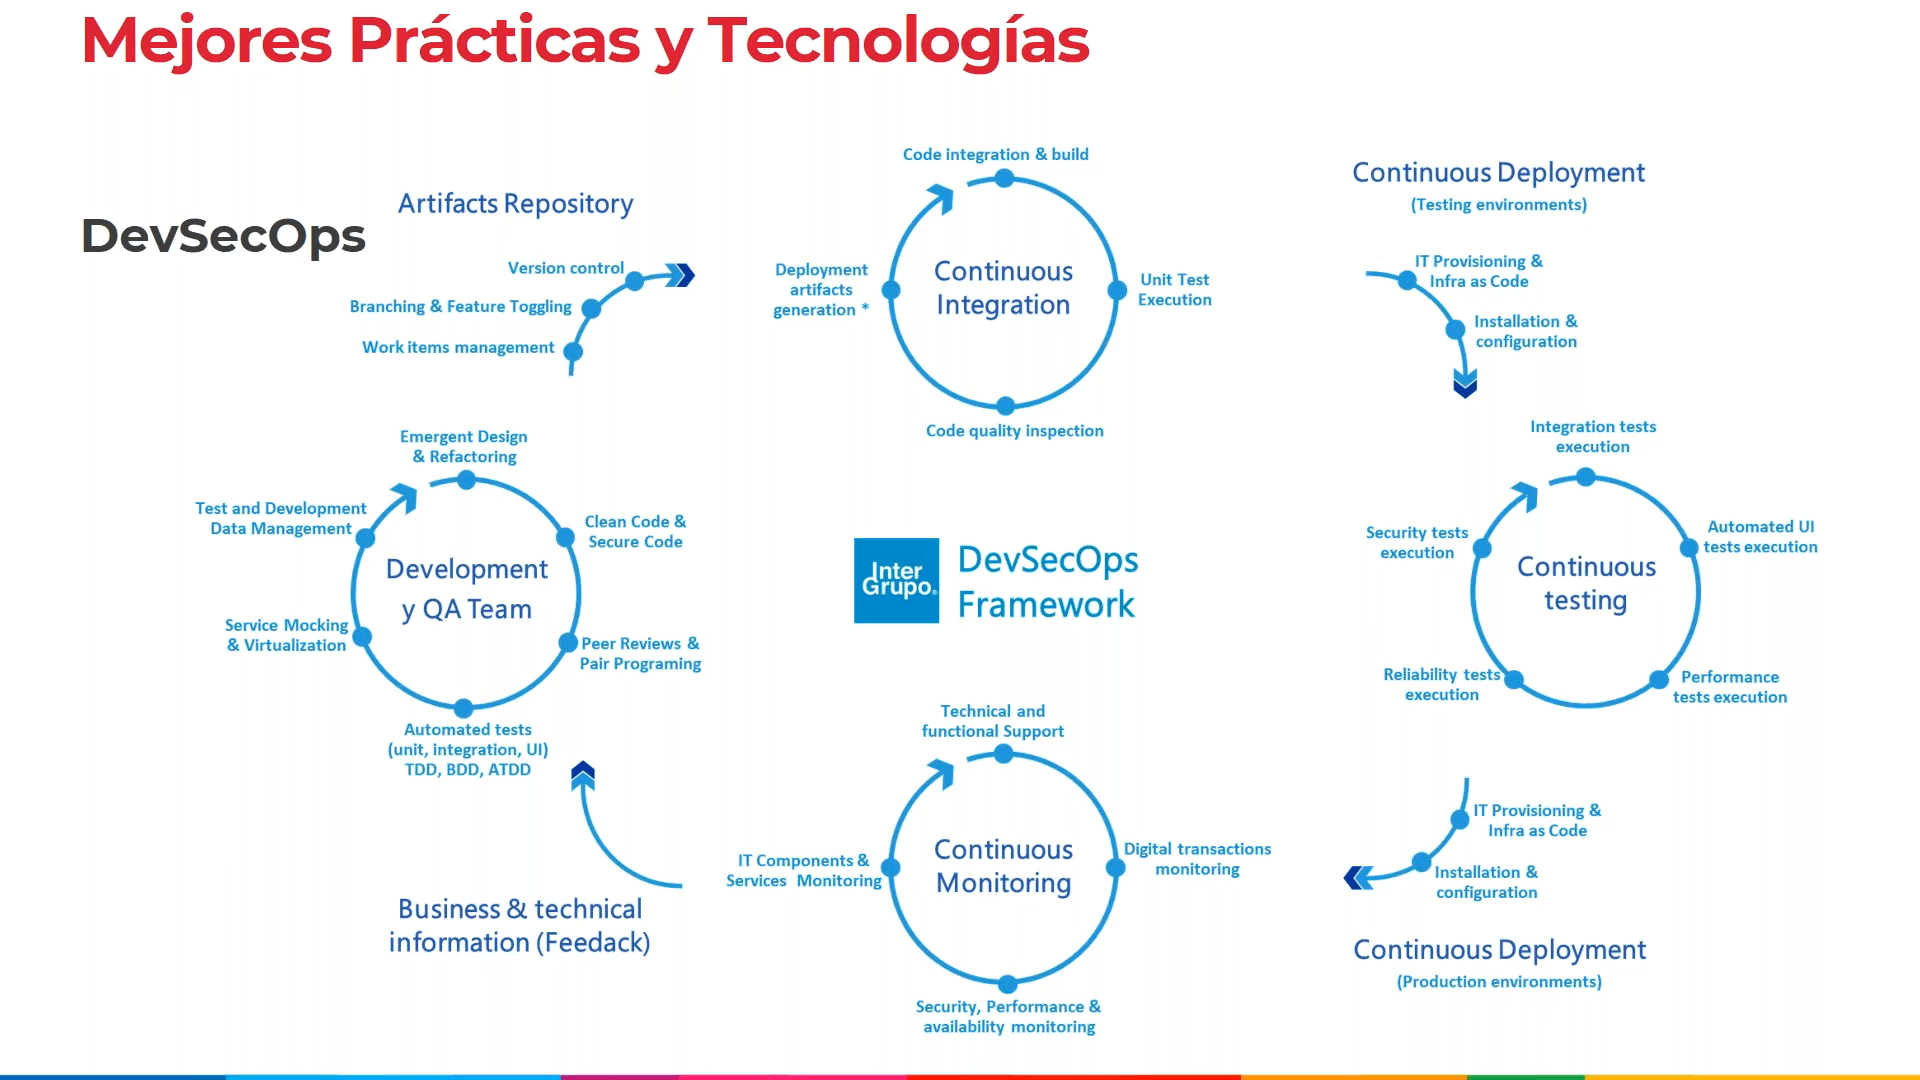 Mejores Prácticas y Tecnologías
DevSecOps
Artifacts Repository
Version control
Branching & Feature Toggling
Work items management
Code integration & build
Deployment
artifacts
generation *
Continuous
Integration
Unit Test
Execution
Code quality inspection
Continuous Deployment
(Testing environments)
IT Provisioning &
Infra as Code
Installation &
configuration
Emergent Design
& Refactoring
Test and Development
Data Management
Clean Code &
Secure Code
Development
y QA Team
Service Mocking
& Virtualization
Peer Reviews &
Pair Programing
Automated tests
(unit, integration, UI)
TDD, BDD, ATDD
Inter
Grupo®
DevSecOps
Framework
Integration tests
execution
Security tests
execution
Automated UI
tests execution
Continuous
testing
Reliability tests
execution
Performance
tests execution
Technical and
functional Support
IT Components &
Services Monitoring
Continuous
Monitoring
Digital transactions
monitoring
Security, Performance &
availability monitoring
IT Provisioning &
Infra as Code
Installation &
configuration
Continuous Deployment
(Production environments)
Business & technical
information (Feedack)